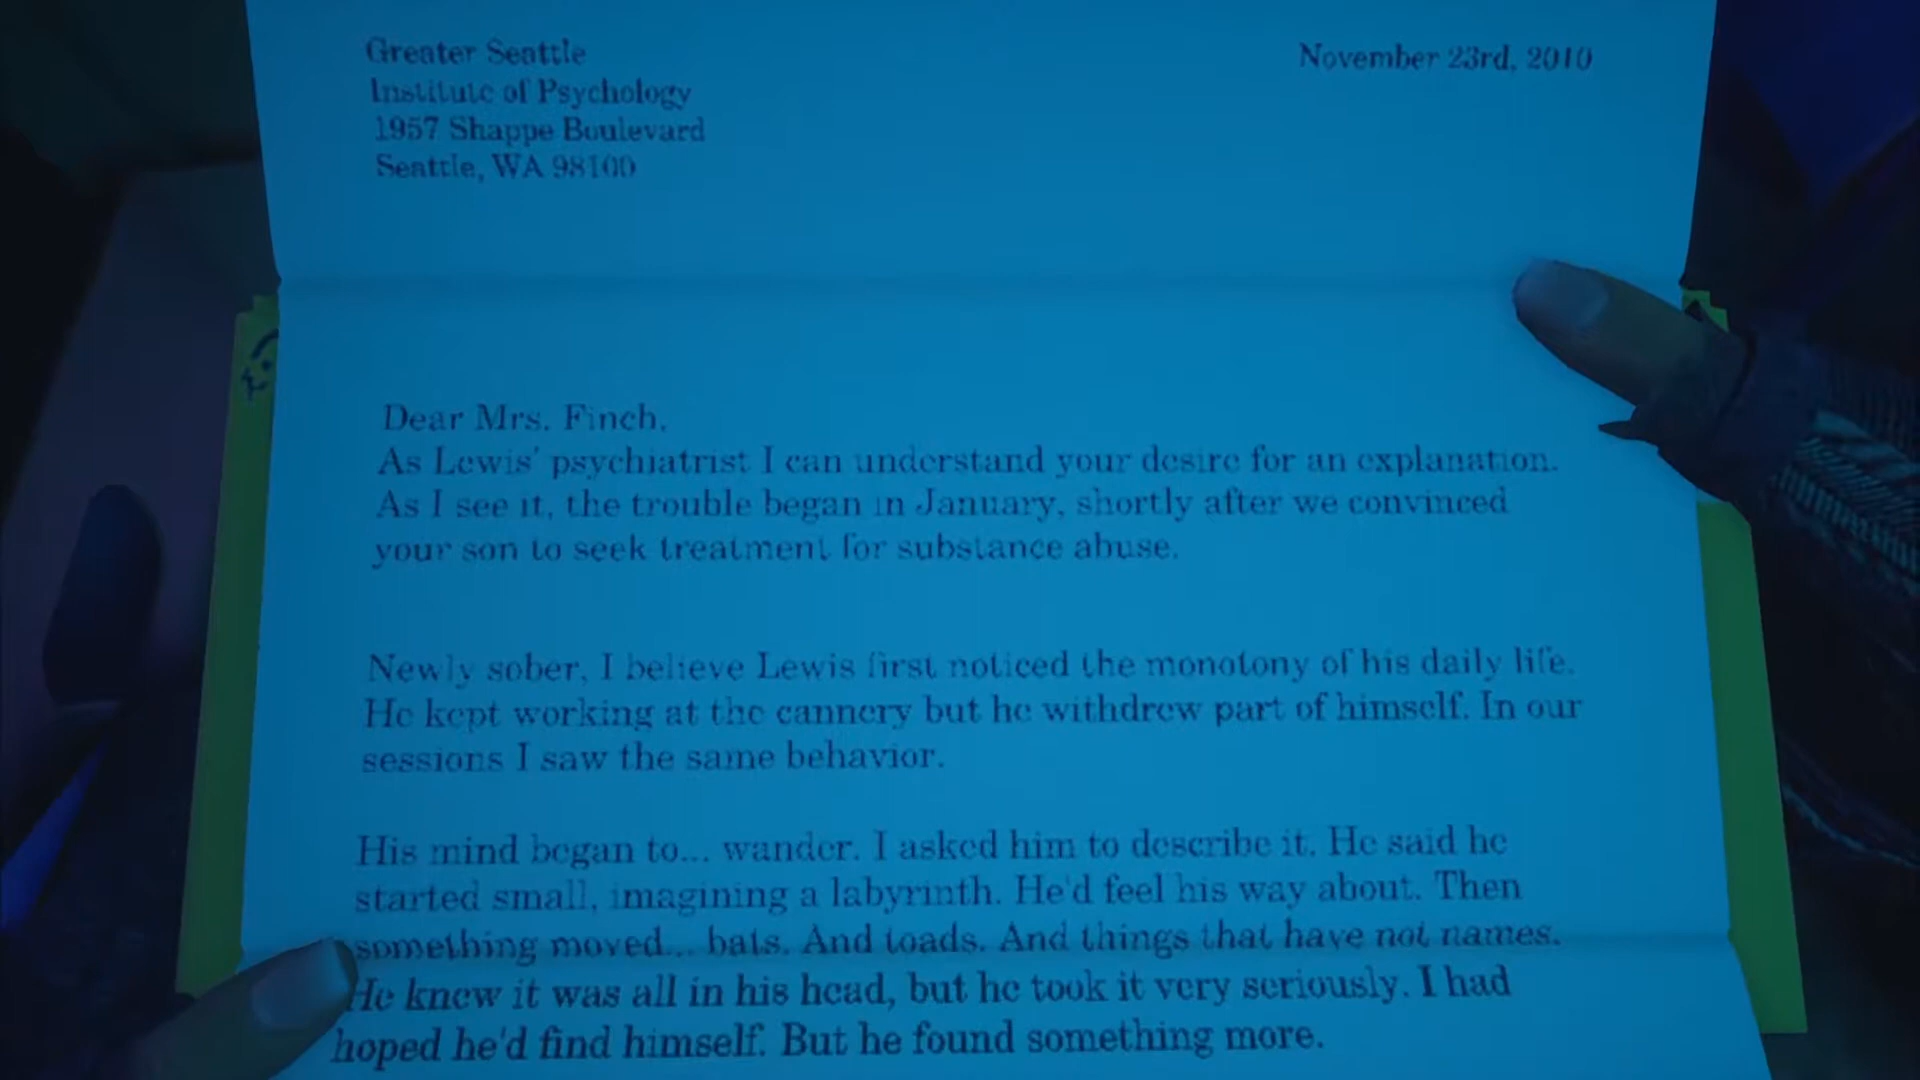 Greater Seattle
November 23rd, 2010
Institute of Psychology
1957 Shappe Boulevard
Seattle, WA 98100
Dear Mrs. Finch,
As Lewis' psychiatrist I can understand your desire for an explanation.
As I see it, the trouble began in January, shortly after we convinced
your son to seek treatment for substance abuse.
Newly sober, I believe Lewis first noticed the monotony of his daily life.
He kept working at the cannery but he withdrew part of himself. In our
sessions I saw the same behavior.
His mind began to... wander. I asked him to describe it. He said he
started small, imagining a labyrinth. He'd feel his way about. Then
something moved... bats. And toads. And things that have not names.
He knew it was all in his head, but he took it very seriously. I had
hoped he'd find himself. But he found something more.